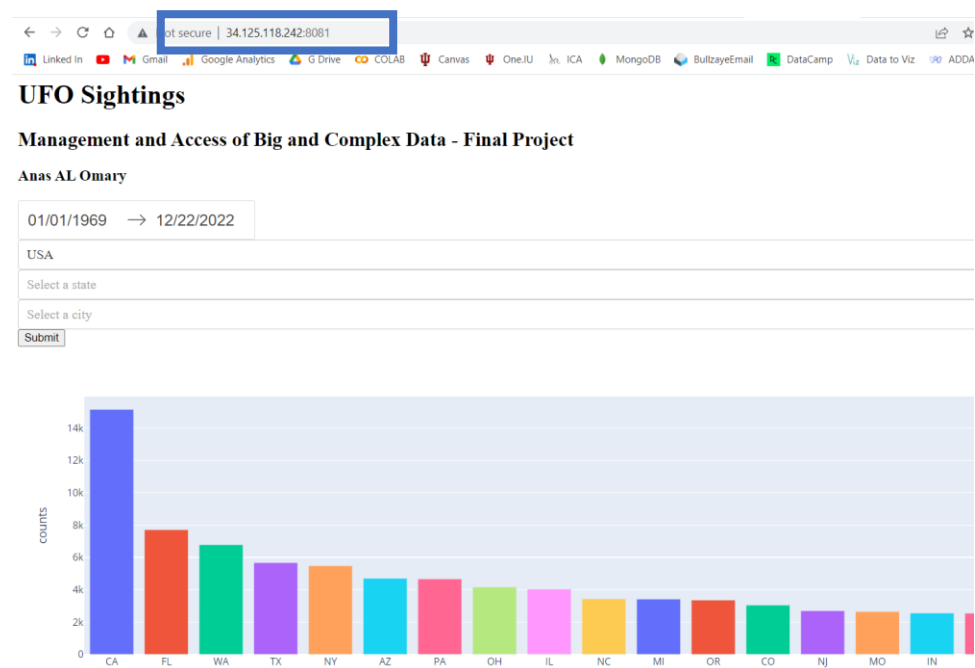 ot secure | 34.125.118.242:8081
Linked In Gmail Google Analytics G Drive COLAB Canvas One.IU ICA MongoDB BullzayeEmail DataCamp Data to Viz ADDA
UFO Sightings
Management and Access of Big and Complex Data - Final Project
Anas AL Omary
01/01/1969 → 12/22/2022
USA
Select a state
Select a city
Submit
14k
12k
10k
8k
6k
4k
2k
0
counts
CA FL WA TX NY AZ PA OH IL NC MI OR CO NJ MO IN